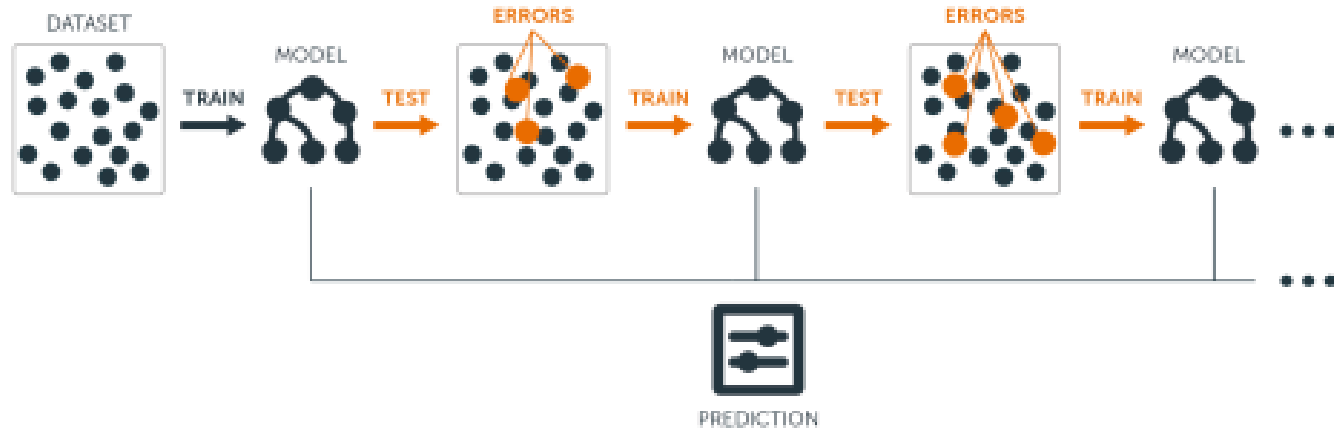 DATASET
TRAIN
MODEL
TEST
ERRORS
TRAIN
MODEL
TEST
ERRORS
TRAIN
MODEL
PREDICTION